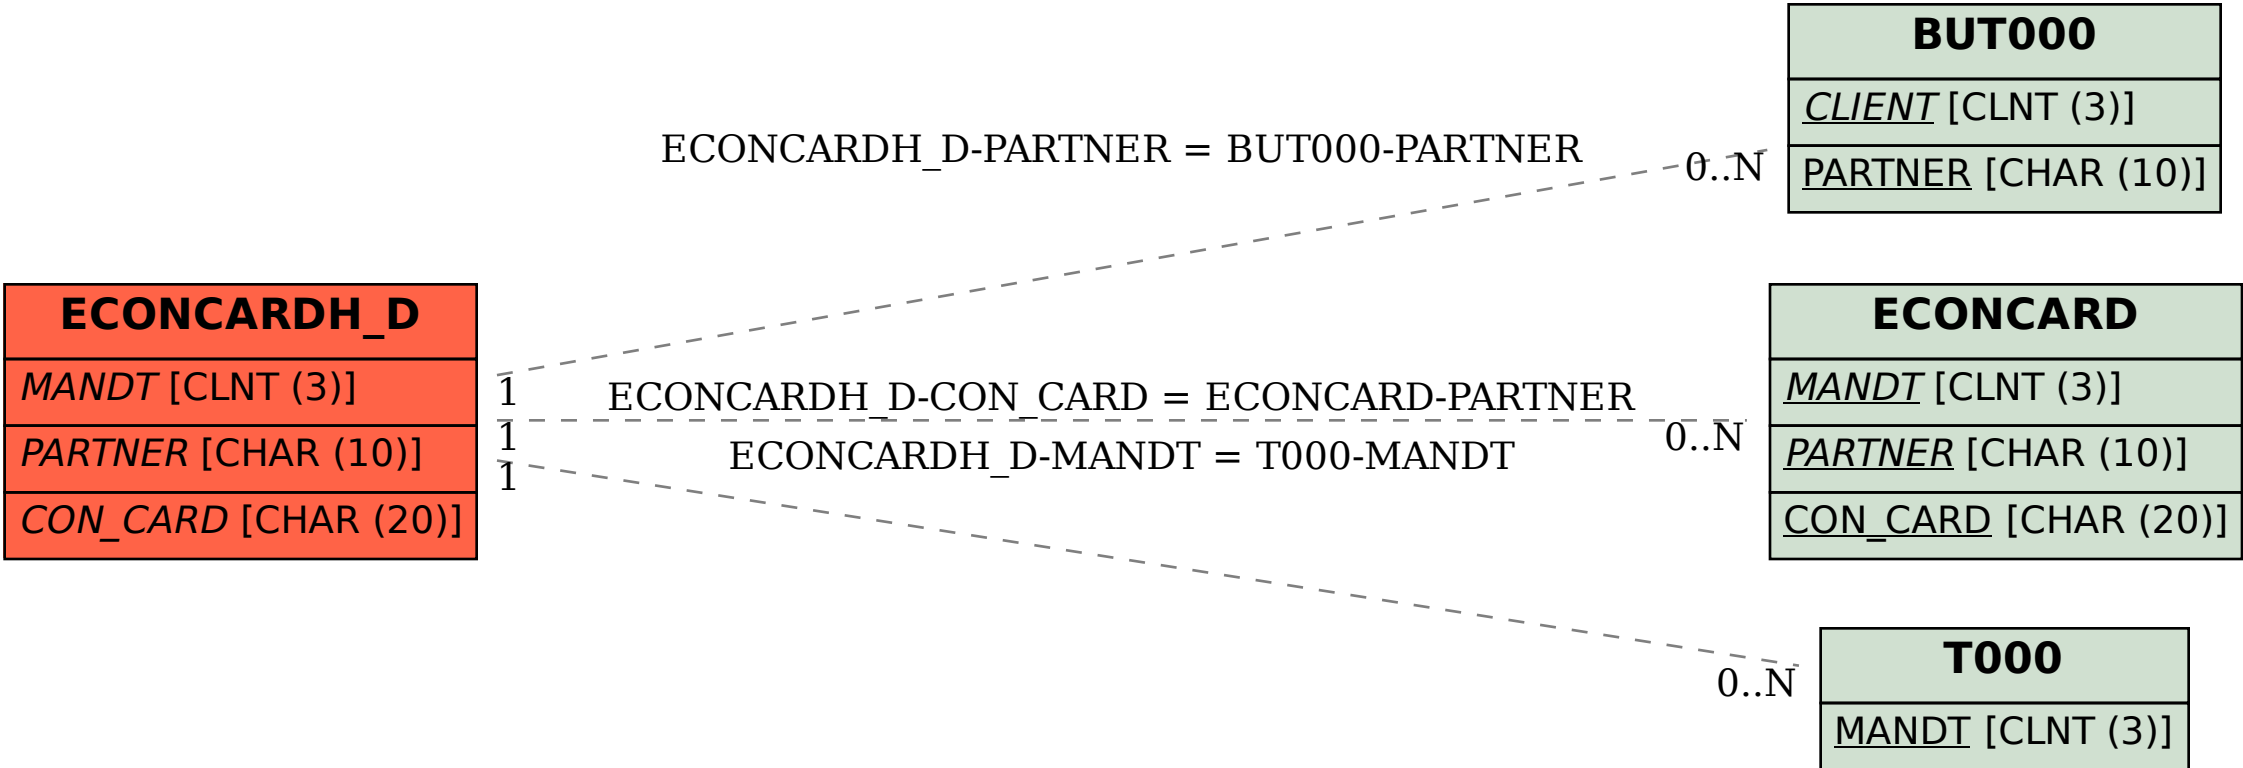 BUT000
CLIENT [CLNT (3)]
PARTNER [CHAR (10)]
ECONCARDH_D-PARTNER = BUT000-PARTNER
0..N
1
ECONCARDH_D
MANDT [CLNT (3)]
PARTNER [CHAR (10)]
CON_CARD [CHAR (20)]
ECONCARDH_D-CON_CARD = ECONCARD-PARTNER
1
0..N
ECONCARD
MANDT [CLNT (3)]
PARTNER [CHAR (10)]
CON_CARD [CHAR (20)]
ECONCARDH_D-MANDT = T000-MANDT
1
0..N
T000
MANDT [CLNT (3)]